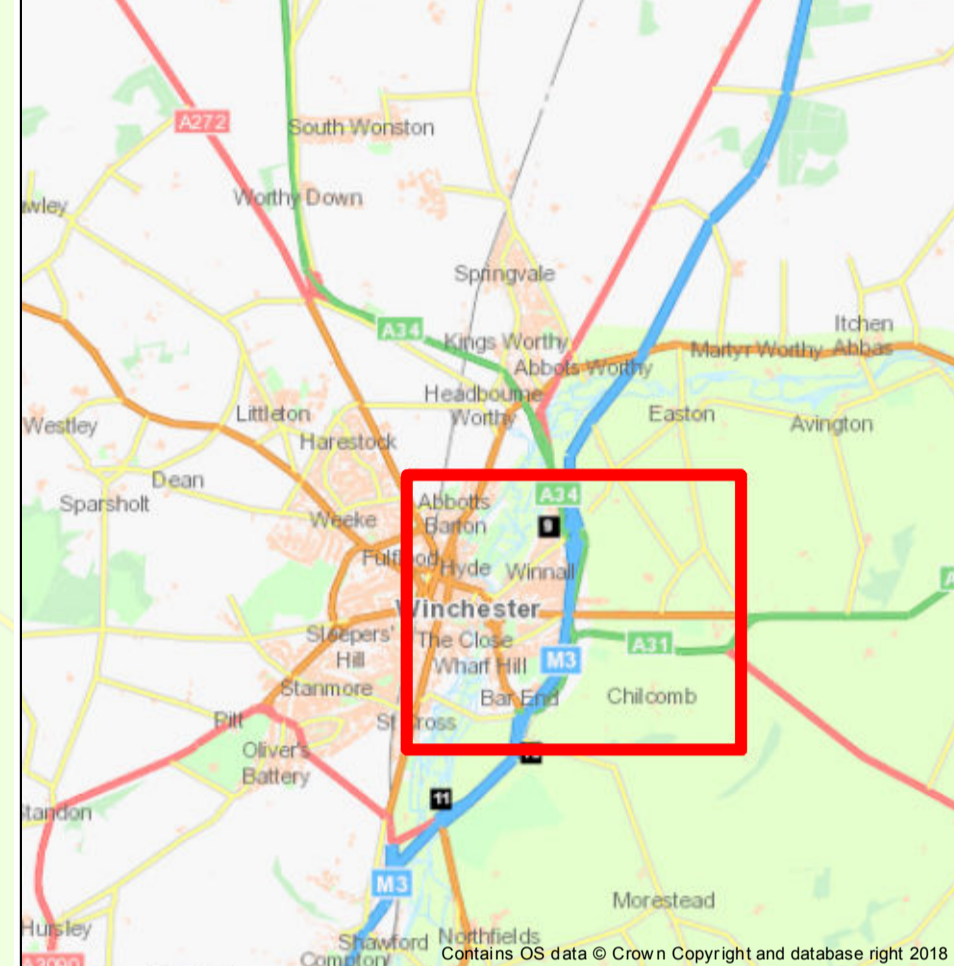 A272
South Wonston
wley
Worthy Down
Springvale
A34
Kings Worthy
Itchen
Abbas
Martyr Worthy
Abbots Worthy
Headbourne
Worthy
Littleton
Easton
Avington
Westley
Harestock
Dean
Sparsholt
A34
Abbotts
Barton
Weeke
9
Fulflood
Hyde
Winnall
Winchester
Sleepers'
Hill
The Close
A31
M3
Wharf Hill
Stanmore
Bar End
Chilcomb
Pitt
St Cross
Oliver's
Battery
11
Standon
M3
Morestead
Hursley
Shawford
Northfields
Compton
Contains OS data © Crown Copyright and database right 2018